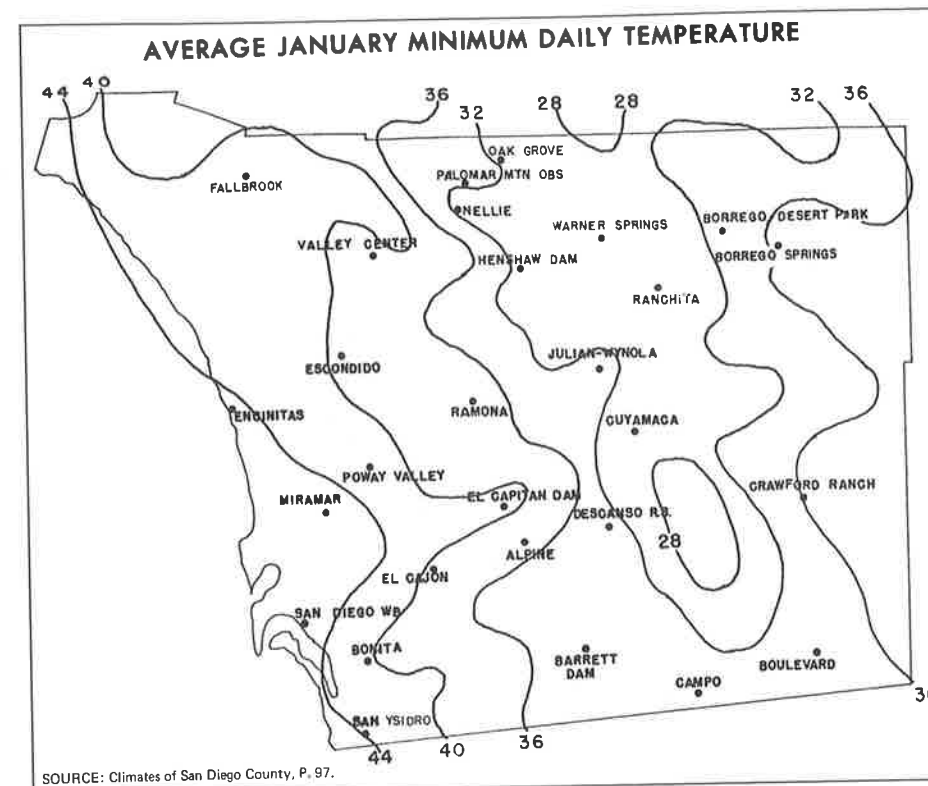 AVERAGE JANUARY MINIMUM DAILY TEMPERATURE
44
40
36
32
28
28
32
36
OAK GROVE
FALLBROOK
PALOMAR MTN OBS
NELLIE
BORREGO DESERT PARK
WARNER SPRINGS
VALLEY CENTER
HENSHAW DAM
BORREGO SPRINGS
RANCHITA
JULIAN-WYNOLA
ESCONDIDO
ENCINITAS
RAMONA
CUYAMACA
POWAY VALLEY
CRAWFORD RANCH
MIRAMAR
EL CAPITAN DAM
DESCANSO R.S.
28
ALPINE
EL CAJON
SAN DIEGO WB
BONITA
BARRETT
DAM
BOULEVARD
CAMPO
SAN YSIDRO
44
40
36
SOURCE: Climates of San Diego County, P. 97.